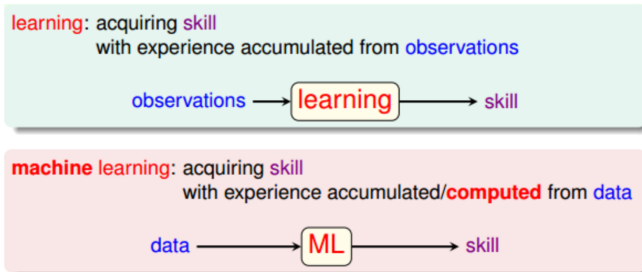 learning: acquiring skill
with experience accumulated from observations
observations learning skill
machine learning: acquiring skill
with experience accumulated/computed from data
data ML skill